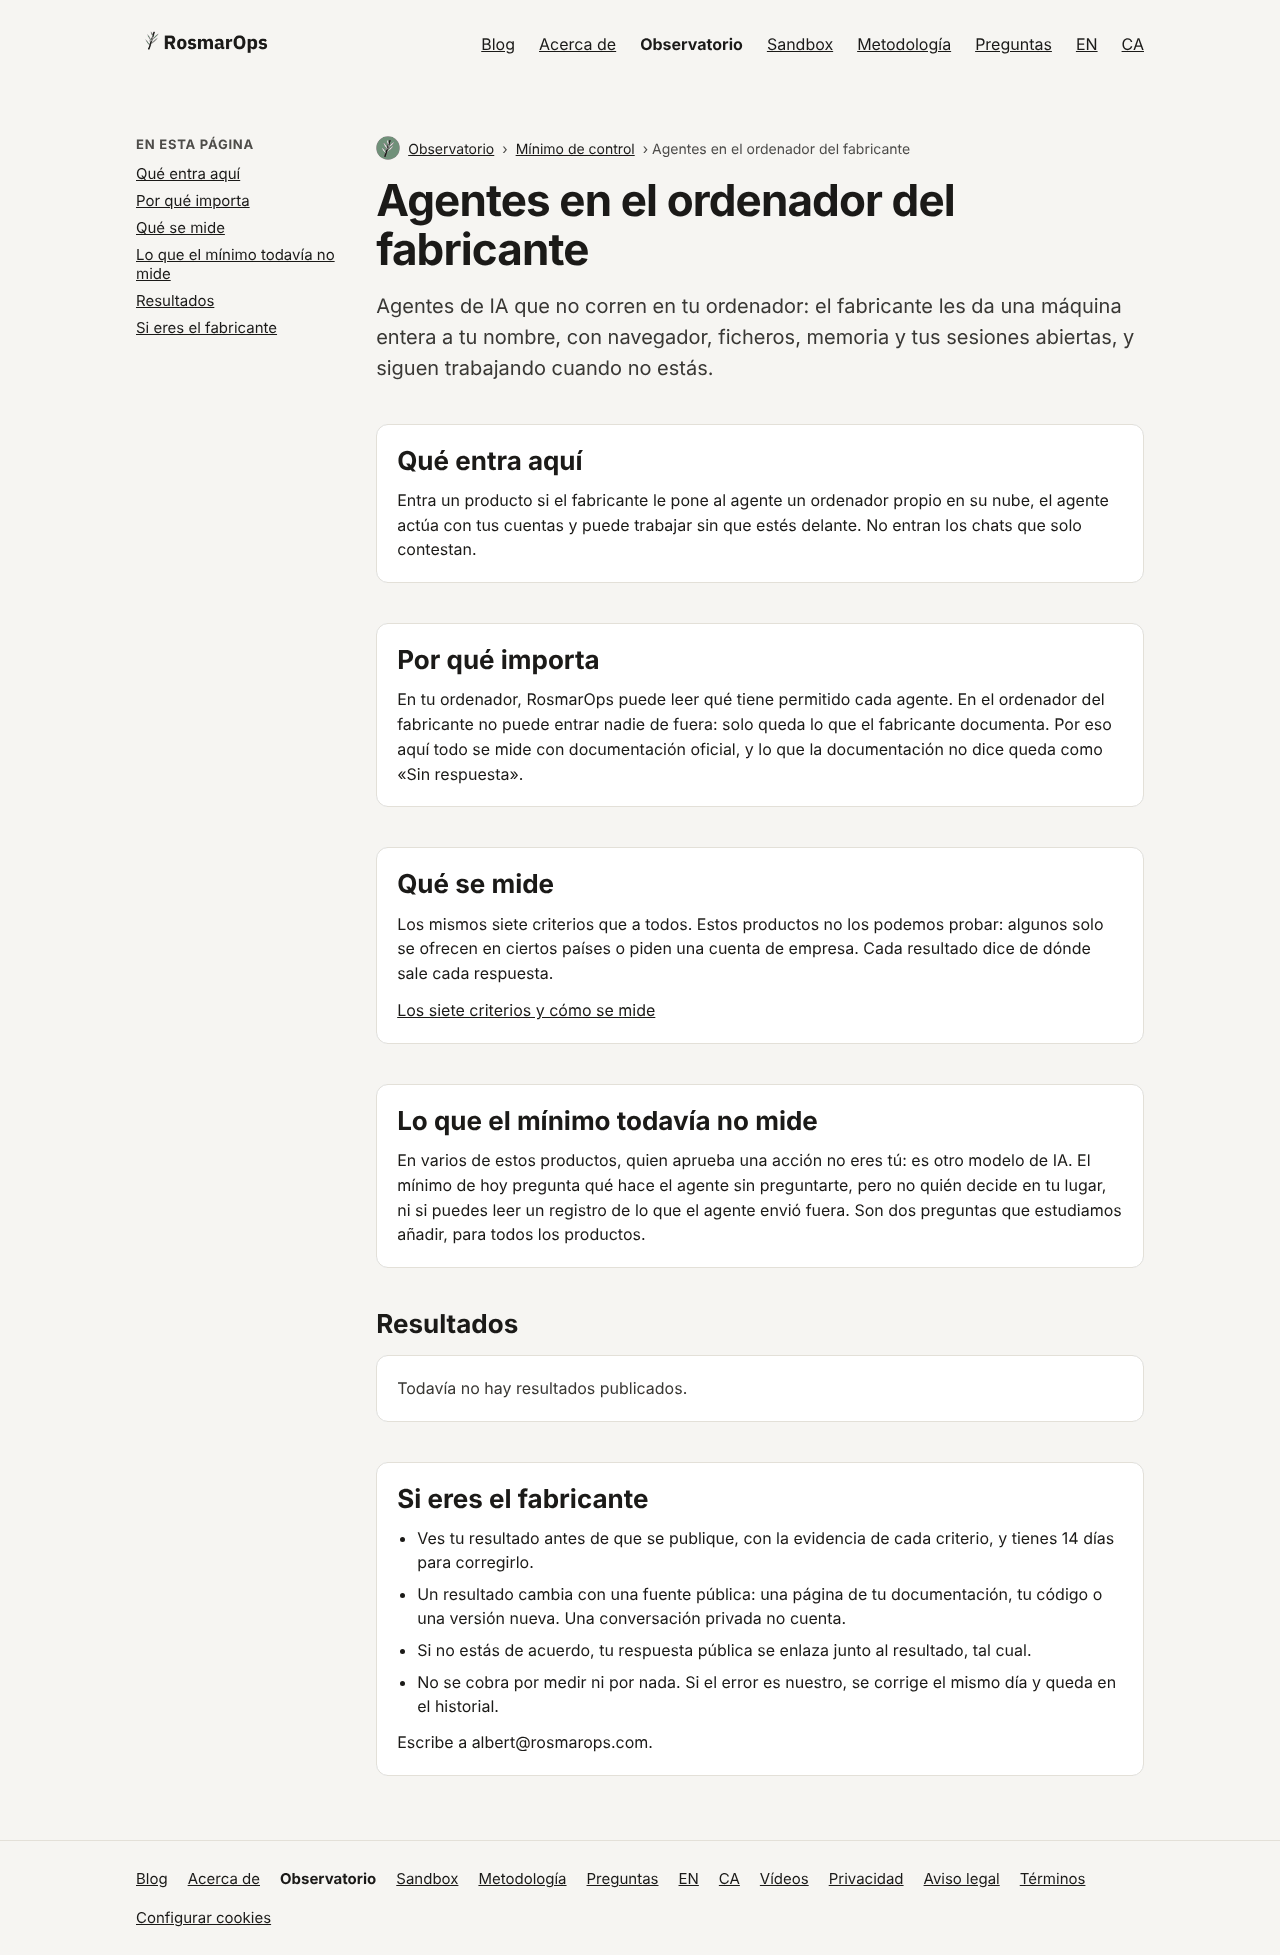 RosmarOps
Blog Acerca de Observatorio Sandbox Metodología Preguntas EN CA
EN ESTA PÁGINA
Qué entra aquí
Por qué importa
Qué se mide
Lo que el mínimo todavía no
mide
Resultados
Si eres el fabricante
Observatorio › Mínimo de control › Agentes en el ordenador del fabricante
Agentes en el ordenador del
fabricante
Agentes de IA que no corren en tu ordenador: el fabricante les da una máquina
entera a tu nombre, con navegador, ficheros, memoria y tus sesiones abiertas, y
siguen trabajando cuando no estás.
Qué entra aquí
Entra un producto si el fabricante le pone al agente un ordenador propio en su nube, el agente
actúa con tus cuentas y puede trabajar sin que estés delante. No entran los chats que solo
contestan.
Por qué importa
En tu ordenador, RosmarOps puede leer qué tiene permitido cada agente. En el ordenador del
fabricante no puede entrar nadie de fuera: solo queda lo que el fabricante documenta. Por eso
aquí todo se mide con documentación oficial, y lo que la documentación no dice queda como
«Sin respuesta».
Qué se mide
Los mismos siete criterios que a todos. Estos productos no los podemos probar: algunos solo
se ofrecen en ciertos países o piden una cuenta de empresa. Cada resultado dice de dónde
sale cada respuesta.
Los siete criterios y cómo se mide
Lo que el mínimo todavía no mide
En varios de estos productos, quien aprueba una acción no eres tú: es otro modelo de IA. El
mínimo de hoy pregunta qué hace el agente sin preguntarte, pero no quién decide en tu lugar,
ni si puedes leer un registro de lo que el agente envió fuera. Son dos preguntas que estudiamos
añadir, para todos los productos.
Resultados
Todavía no hay resultados publicados.
Si eres el fabricante
• Ves tu resultado antes de que se publique, con la evidencia de cada criterio, y tienes 14 días
para corregirlo.
• Un resultado cambia con una fuente pública: una página de tu documentación, tu código o
una versión nueva. Una conversación privada no cuenta.
• Si no estás de acuerdo, tu respuesta pública se enlaza junto al resultado, tal cual.
• No se cobra por medir ni por nada. Si el error es nuestro, se corrige el mismo día y queda en
el historial.
Escribe a albert@rosmarops.com.
Blog Acerca de Observatorio Sandbox Metodología Preguntas EN CA Vídeos Privacidad Aviso legal Términos
Configurar cookies